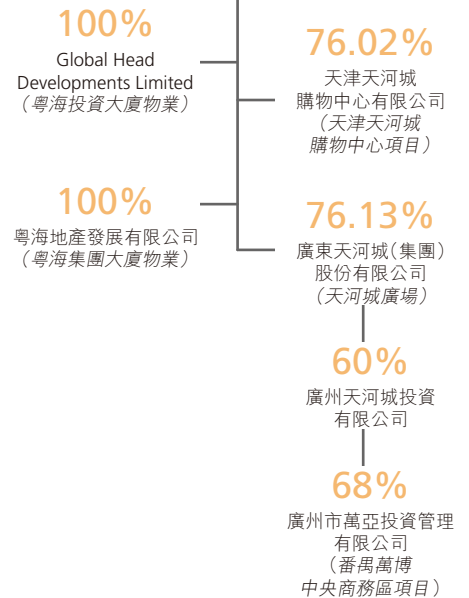 100%
Global Head
Developments Limited
（粵海投資大廈物業）
100%
粵海地產發展有限公司
（粵海集團大廈物業）
76.02%
天津天河城
購物中心有限公司
（天津天河城
購物中心項目）
76.13%
廣東天河城（集團）
股份有限公司
（天河城廣場）
60%
廣州天河城投資
有限公司
68%
廣州市萬亞投資管理
有限公司
（番禺萬博
中央商務區項目）